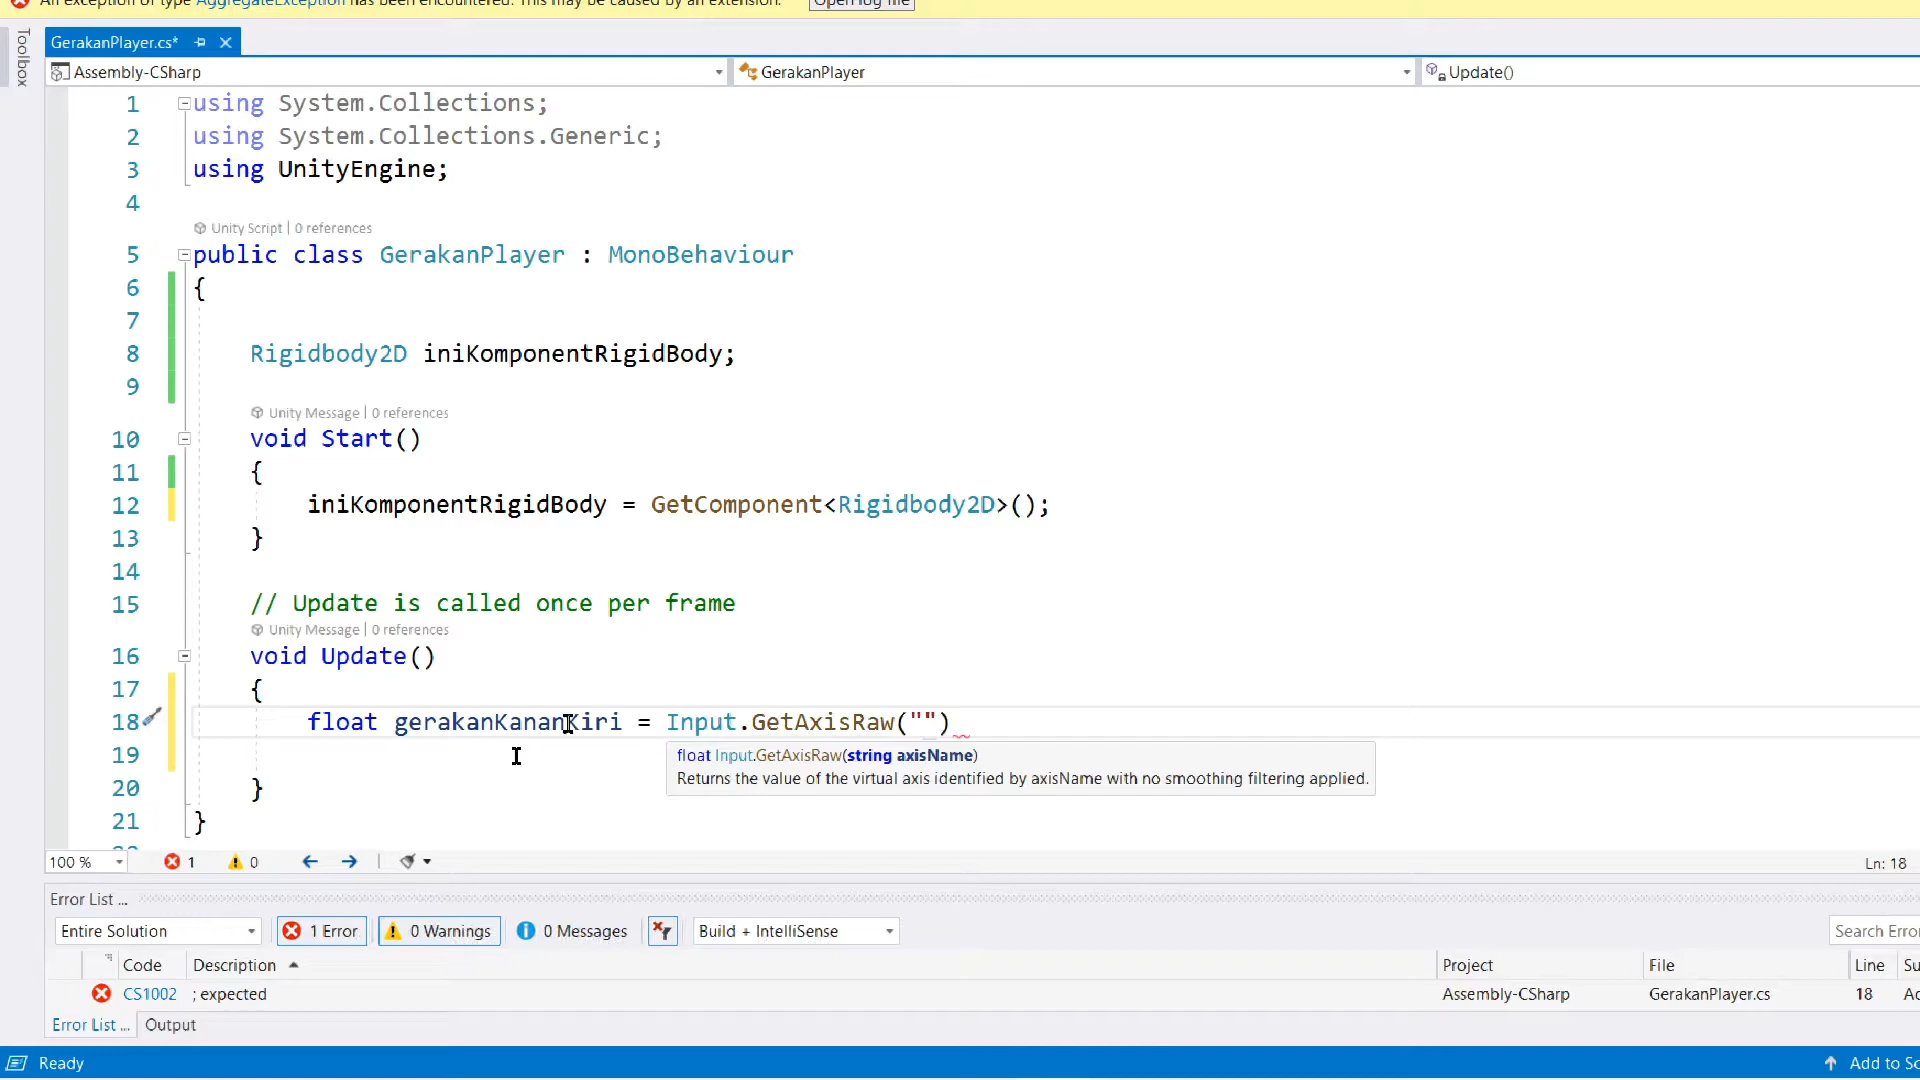 An exception of type AggregateException has been encountered. This may be caused by an extension. Open log file
Toolbox
GerakanPlayer.cs*
Assembly-CSharp GerakanPlayer Update()
1 using System.Collections;
2 using System.Collections.Generic;
3 using UnityEngine;
4
Unity Script | 0 references
5 public class GerakanPlayer : MonoBehaviour
6 {
7
8 Rigidbody2D iniKomponentRigidBody;
9
Unity Message | 0 references
10 void Start()
11 {
12 iniKomponentRigidBody = GetComponent<Rigidbody2D>();
13 }
14
15 // Update is called once per frame
Unity Message | 0 references
16 void Update()
17 {
18 float gerakanKananKiri = Input.GetAxisRaw("")
19 float Input.GetAxisRaw(string axisName)
Returns the value of the virtual axis identified by axisName with no smoothing filtering applied.
20 }
21 }
100 % 1 0 Ln: 18
Error List ...
Entire Solution 1 Error 0 Warnings 0 Messages Build + IntelliSense Search Erro
Code Description Project File Line Su
CS1002 ; expected Assembly-CSharp GerakanPlayer.cs 18
Error List ... Output
Ready Add to So